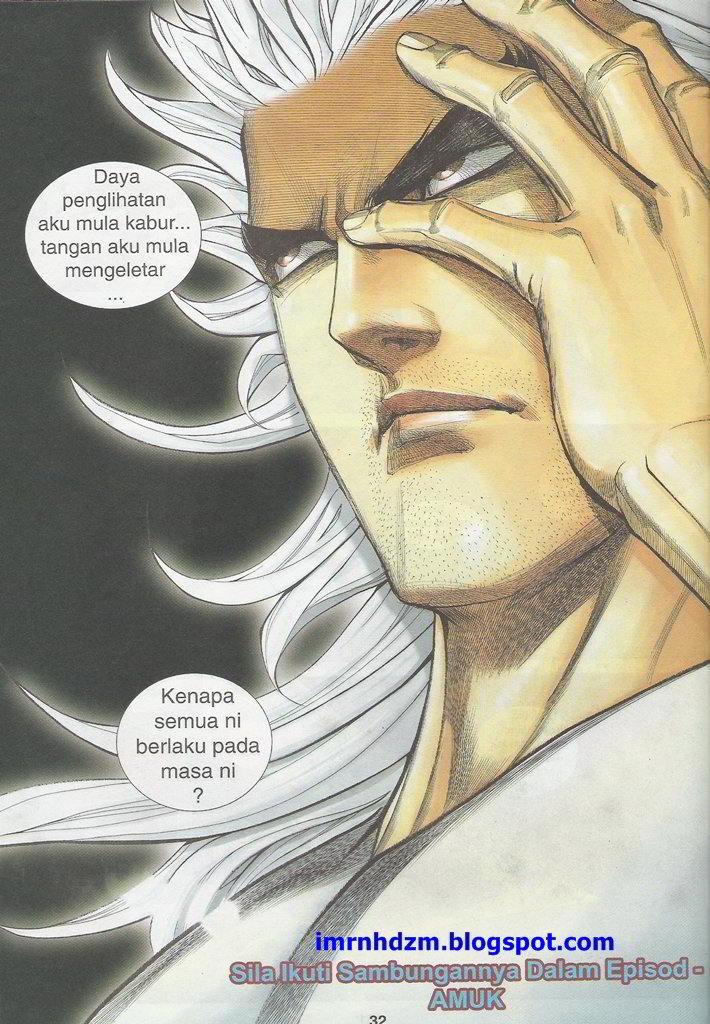 Daya
penglihatan
aku mula kabur...
tangan aku mula
mengeletar
...
Kenapa
semua ni
berlaku pada
masa ni
?
imrnhdzm.blogspot.com
Sila Ikuti Sambungannya Dalam Episod -
AMUK
32